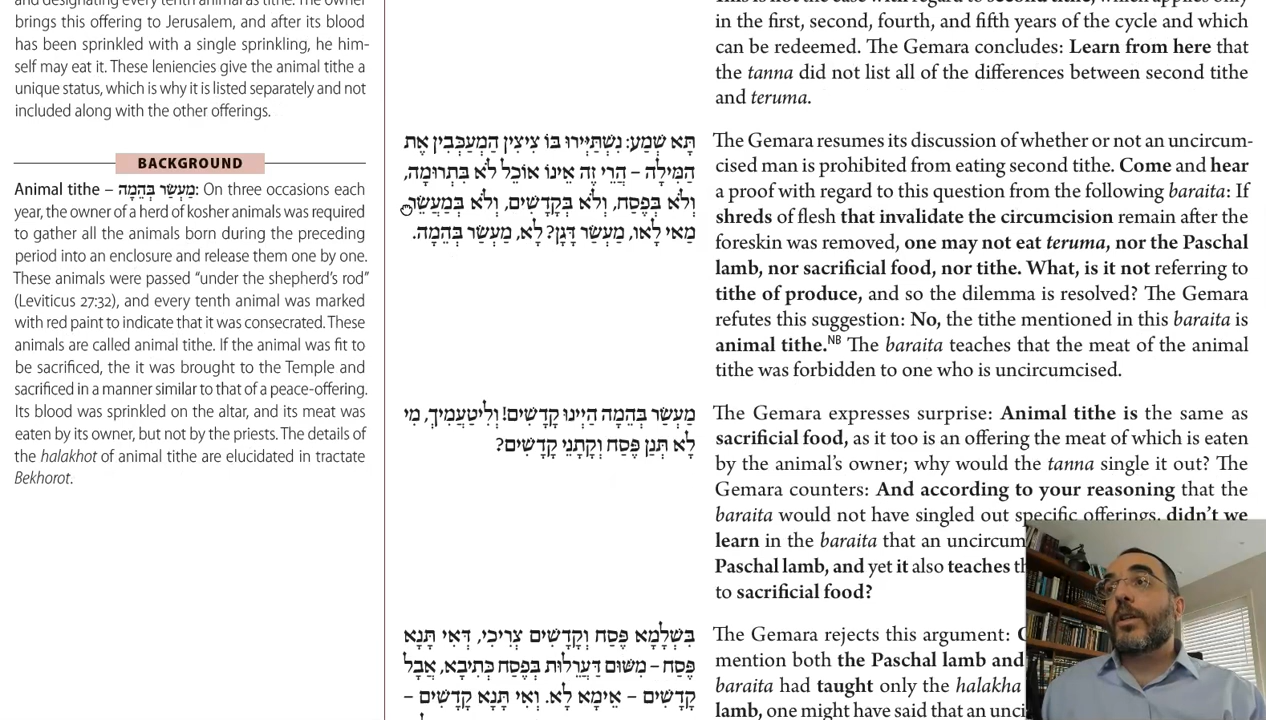 and designating every tenth animal as tithe. The owner
brings this offering to Jerusalem, and after its blood
has been sprinkled with a single sprinkling, he him-
self may eat it. These leniencies give the animal tithe a
unique status, which is why it is listed separately and not
included along with the other offerings.
BACKGROUND
Animal tithe – מַעְשַׂר בְּהֵמָה: On three occasions each
year, the owner of a herd of kosher animals was required
to gather all the animals born during the preceding
period into an enclosure and release them one by one.
These animals were passed “under the shepherd’s rod”
(Leviticus 27:32), and every tenth animal was marked
with red paint to indicate that it was consecrated. These
animals are called animal tithe. If the animal was fit to
be sacrificed, the it was brought to the Temple and
sacrificed in a manner similar to that of a peace-offering.
Its blood was sprinkled on the altar, and its meat was
eaten by its owner, but not by the priests. The details of
the halakhot of animal tithe are elucidated in tractate
Bekhorot.
תָּא שְׁמַע: נִשְׁתַּיְּירוּ בּוֹ צִיצִין הַמְעַכְּבִין אֶת
הַמִּילָה – הֲרֵי זֶה אֵינוֹ אוֹכֵל לֹא בִּתְרוּמָה,
וְלֹא בְּפֶסַח, וְלֹא בְּקָדָשִׁים, וְלֹא בְּמַעֲשֵׂר
מַאי לָאו, מַעְשַׂר דָּגָן? לָא, מַעְשַׂר בְּהֵמָה.
מַעְשַׂר בְּהֵמָה הַיְינוּ קָדָשִׁים! וְלִיטַעְמֵיךְ, מִי
לָא תְּנַן פֶּסַח וְקָתָנֵי קָדָשִׁים?
בִּשְׁלָמָא פֶּסַח וְקָדָשִׁים צְרִיכִי, דְּאִי תָּנָא
פֶּסַח – מִשּׁוּם דַּעֲרֵלוּת בְּפֶסַח כְּתִיבָא, אֲבָל
קָדָשִׁים – אֵימָא לָא. וְאִי תָּנָא קָדָשִׁים –
This is not the case with regard to second tithe, which applies only
in the first, second, fourth, and fifth years of the cycle and which
can be redeemed. The Gemara concludes: Learn from here that
the tanna did not list all of the differences between second tithe
and teruma.
The Gemara resumes its discussion of whether or not an uncircum-
cised man is prohibited from eating second tithe. Come and hear
a proof with regard to this question from the following baraita: If
shreds of flesh that invalidate the circumcision remain after the
foreskin was removed, one may not eat teruma, nor the Paschal
lamb, nor sacrificial food, nor tithe. What, is it not referring to
tithe of produce, and so the dilemma is resolved? The Gemara
refutes this suggestion: No, the tithe mentioned in this baraita is
animal tithe.NB The baraita teaches that the meat of the animal
tithe was forbidden to one who is uncircumcised.
The Gemara expresses surprise: Animal tithe is the same as
sacrificial food, as it too is an offering the meat of which is eaten
by the animal’s owner; why would the tanna single it out? The
Gemara counters: And according to your reasoning that the
baraita would not have singled out specific offerings, didn’t we
learn in the baraita that an uncircum
Paschal lamb, and yet it also teaches th
to sacrificial food?
The Gemara rejects this argument:
mention both the Paschal lamb and
baraita had taught only the halakha
lamb, one might have said that an unci